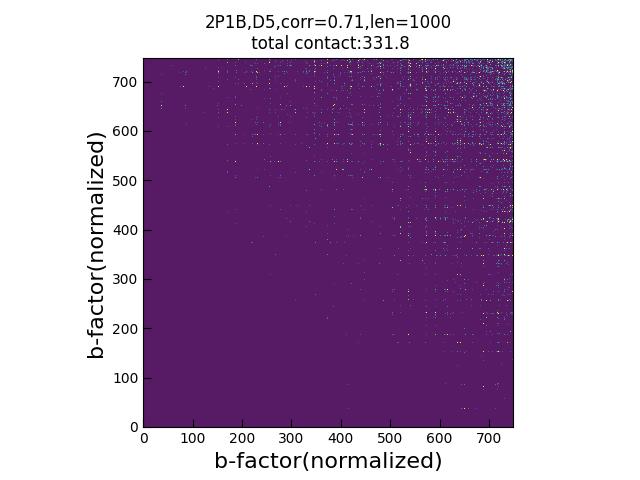 2P1B,D5,corr=0.71,len=1000
total contact:331.8
700
600
500
400
300
200
100
0
b-factor(normalized)
0 100 200 300 400 500 600 700
b-factor(normalized)